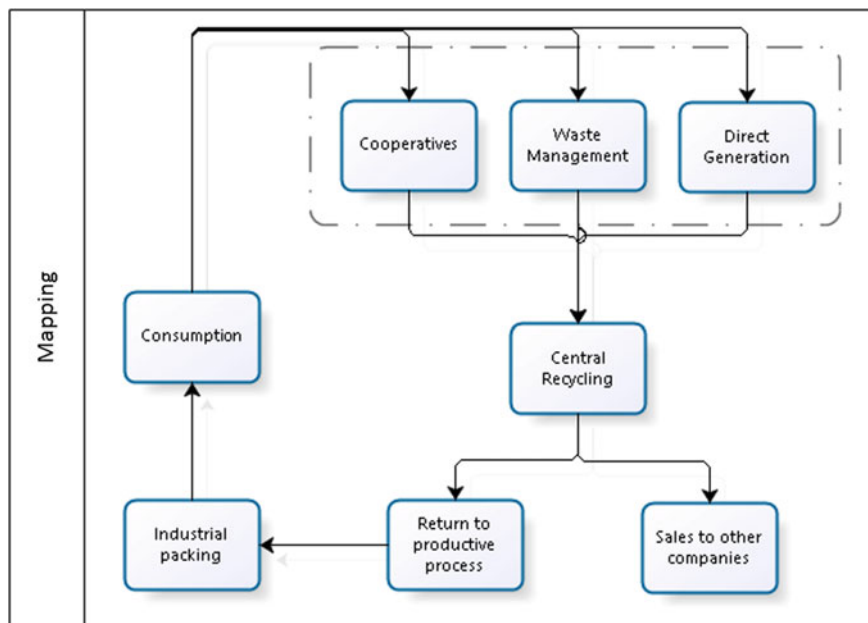 Mapping
Cooperatives
Waste
Management
Direct
Generation
Consumption
Central
Recycling
Industrial
packing
Return to
productive
process
Sales to other
companies